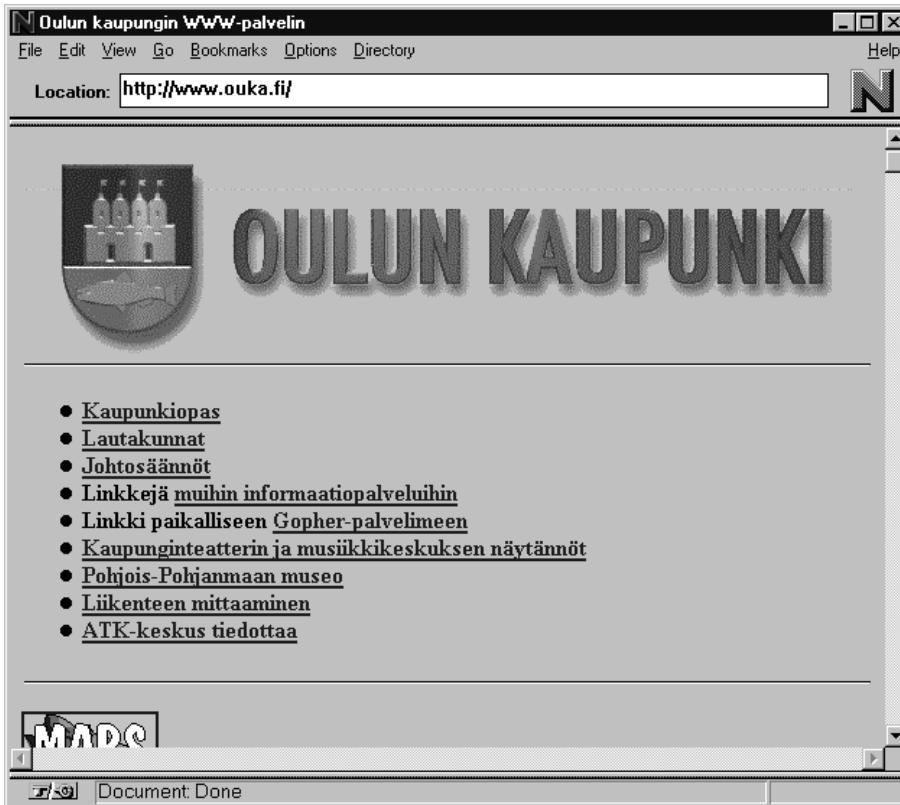 Oulun kaupungin WWW-palvelin
File Edit View Go Bookmarks Options Directory Help
Location: http://www.ouka.fi/
N
OULUN KAUPUNKI
Kaupunkiopas
Lautakunnat
Johtosäännöt
Linkkejä muihin informaatiopalveluihin
Linkki paikalliseen Gopher-palvelimeen
Kaupunginteatterin ja musiikkikeskuksen näytännöt
Pohjois-Pohjanmaan museo
Liikenteen mittaaminen
ATK-keskus tiedottaa
MAPS
Document: Done